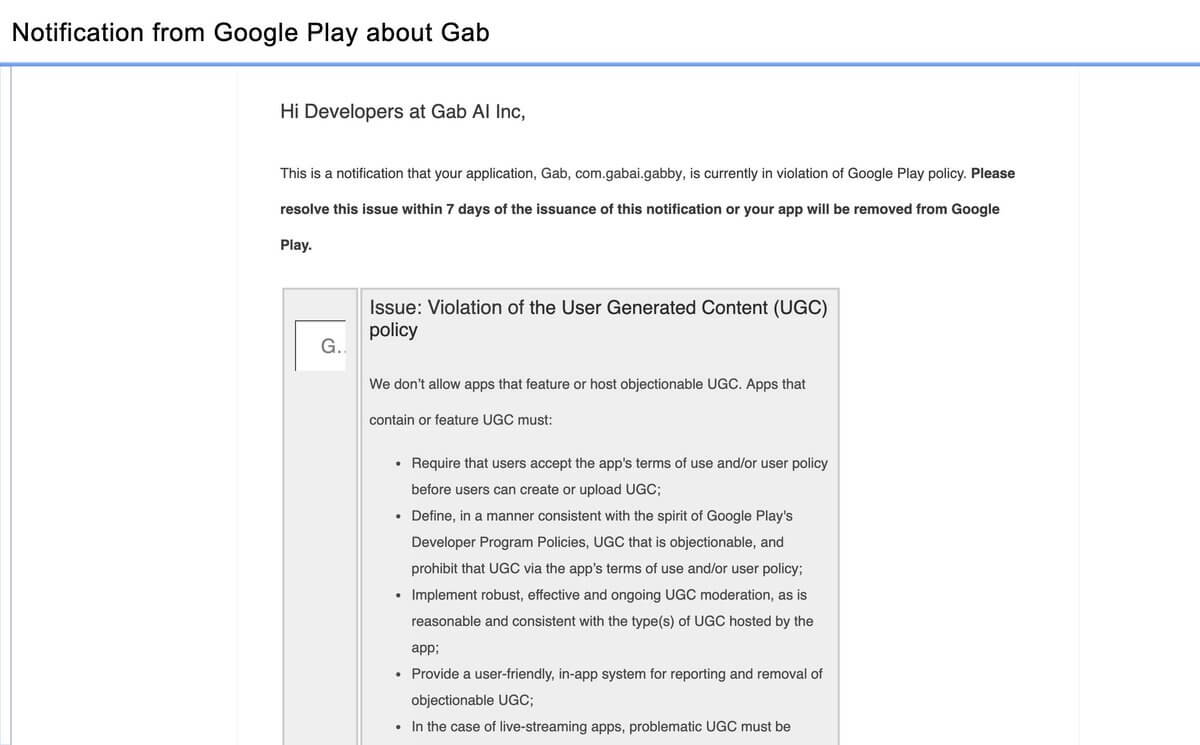 Notification from Google Play about Gab
Hi Developers at Gab AI Inc,
This is a notification that your application, Gab, com.gabai.gabby, is currently in violation of Google Play policy. Please
resolve this issue within 7 days of the issuance of this notification or your app will be removed from Google
Play.
G..
Issue: Violation of the User Generated Content (UGC)
policy
We don’t allow apps that feature or host objectionable UGC. Apps that
contain or feature UGC must:
• Require that users accept the app's terms of use and/or user policy
before users can create or upload UGC;
• Define, in a manner consistent with the spirit of Google Play's
Developer Program Policies, UGC that is objectionable, and
prohibit that UGC via the app’s terms of use and/or user policy;
• Implement robust, effective and ongoing UGC moderation, as is
reasonable and consistent with the type(s) of UGC hosted by the
app;
• Provide a user-friendly, in-app system for reporting and removal of
objectionable UGC;
• In the case of live-streaming apps, problematic UGC must be